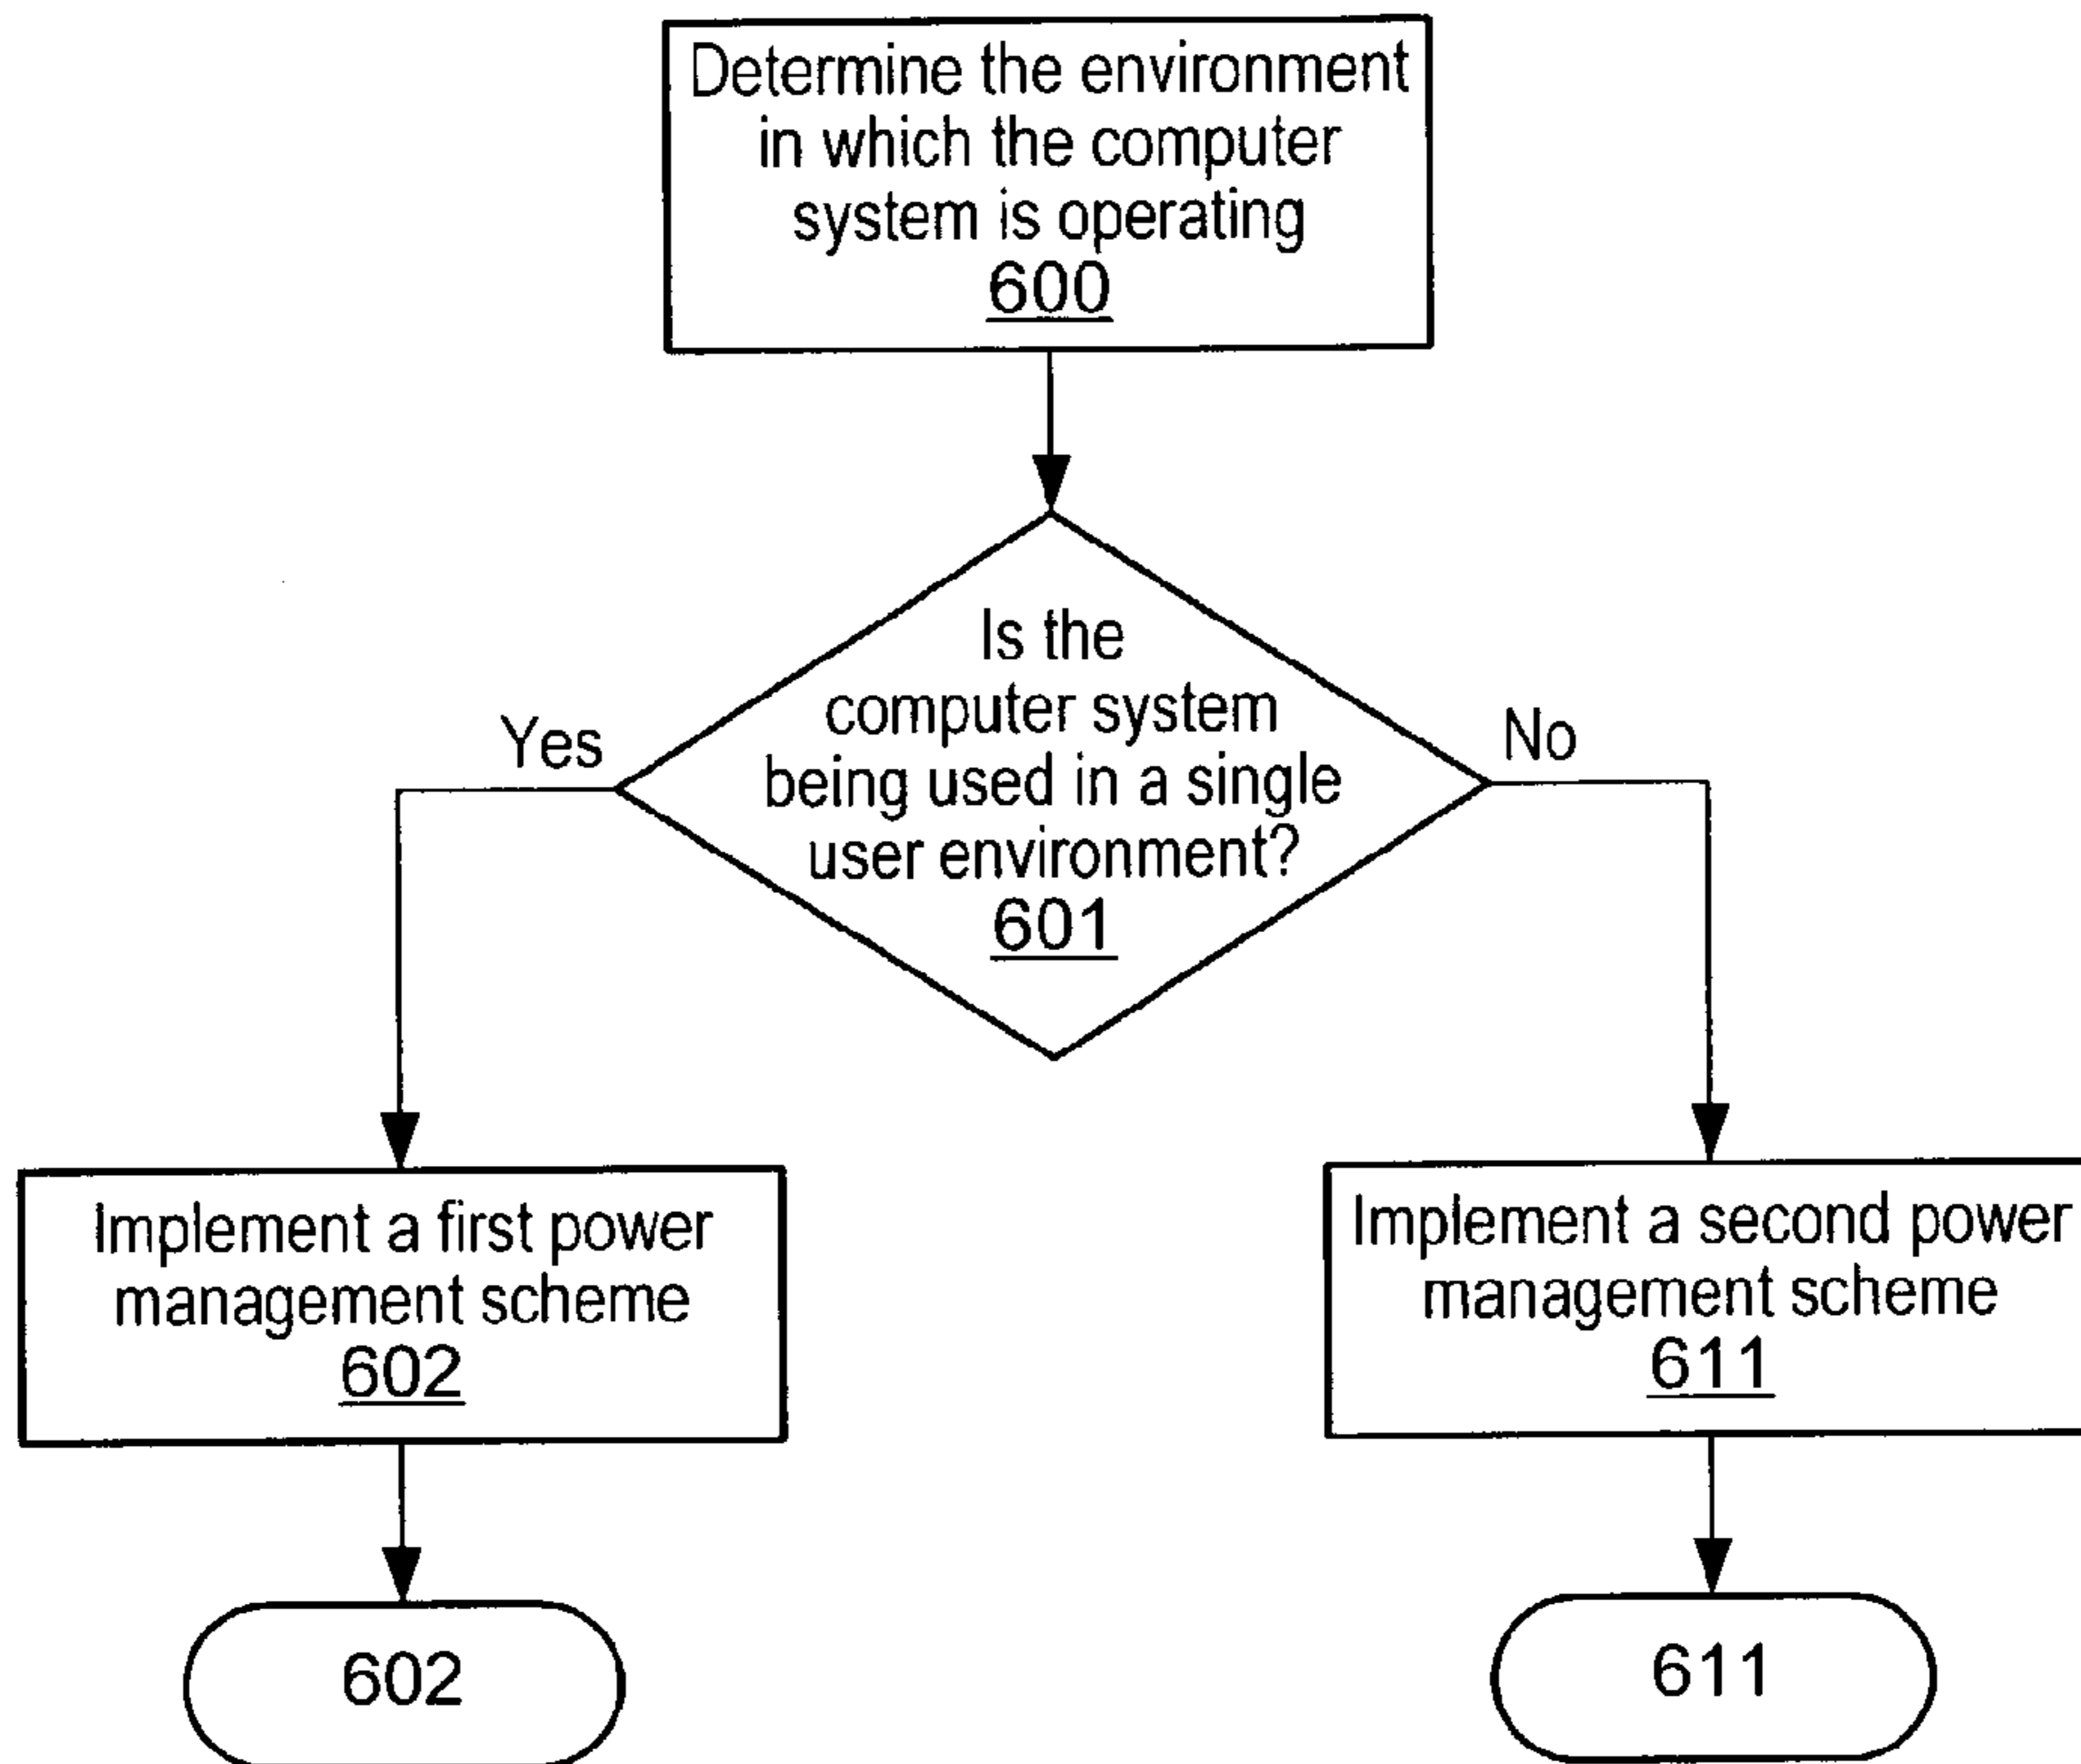 Determine the environment
in which the computer
system is operating
600
Is the
computer system
being used in a single
user environment?
601
Yes
No
Implement a first power
management scheme
602
Implement a second power
management scheme
611
602
611